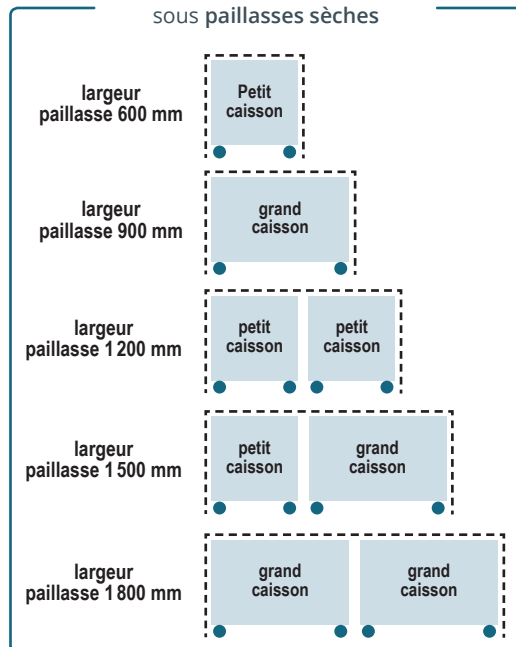 sous paillasses sèches
largeur
paillasse 600 mm
Petit
caisson
largeur
paillasse 900 mm
grand
caisson
largeur
paillasse 1 200 mm
petit
caisson
petit
caisson
largeur
paillasse 1 500 mm
petit
caisson
grand
caisson
largeur
paillasse 1 800 mm
grand
caisson
grand
caisson